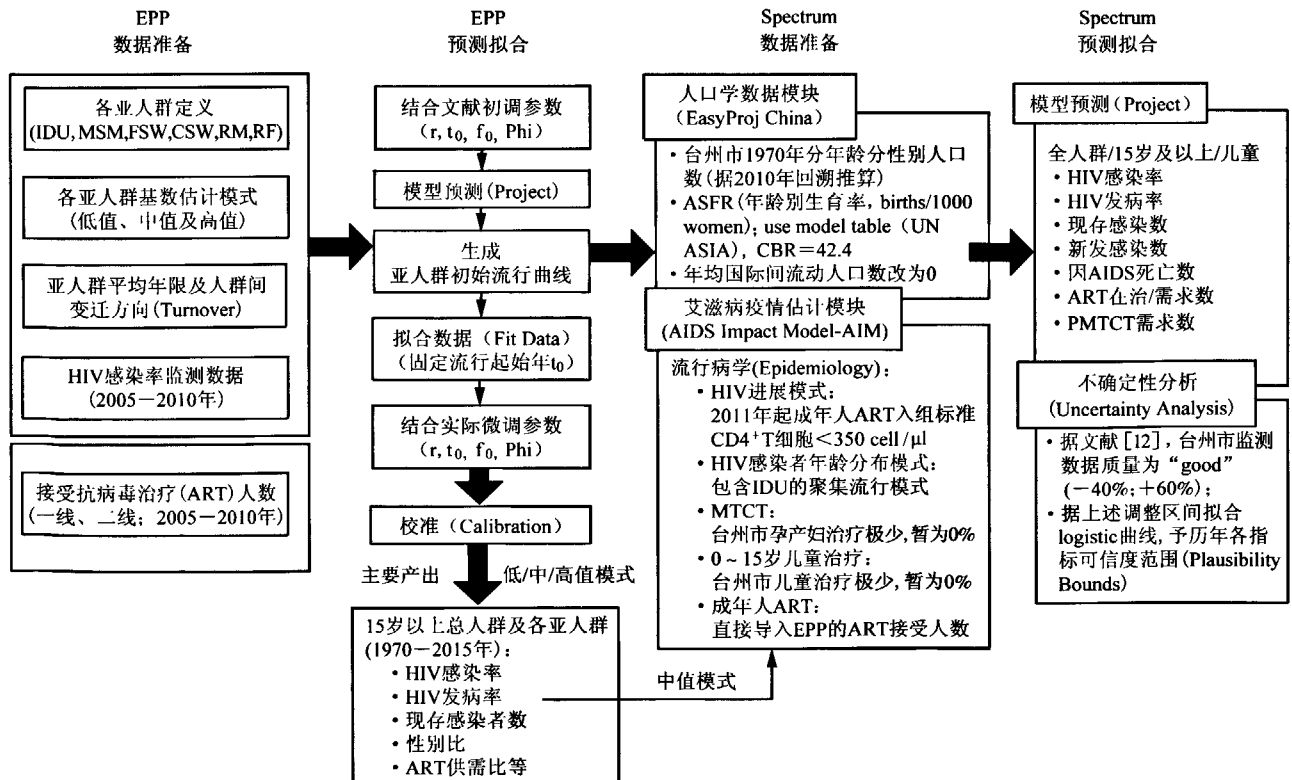 EPP
数据准备
各亚人群定义
(IDU, MSM,FSW,CSW,RM,RF)
各亚人群基数估计模式
(低值、中值及高值)
亚人群平均年限及人群间
变迁方向(Turnover)
HIV感染率监测数据
(2005－2010年)
接受抗病毒治疗(ART)人数
(一线、二线; 2005－2010年)
EPP
预测拟合
结合文献初调参数
(r, t₀, f₀, Phi)
模型预测(Project)
生成
亚人群初始流行曲线
拟合数据（Fit Data）
(固定流行起始年t₀)
结合实际微调参数
(r, t₀, f₀, Phi)
校准（Calibration）
主要产出
低/中/高值模式
15岁以上总人群及各亚人群
(1970－2015年)：
• HIV感染率
• HIV发病率
• 现存感染者数
• 性别比
• ART供需比等
中值模式
Spectrum
数据准备
人口学数据模块
(EasyProj China)
• 台州市1970年分年龄分性别人口
数(据2010年回溯推算)
• ASFR(年龄别生育率, births/1000
women)；use model table（UN
ASIA），CBR＝42.4
• 年均国际间流动人口数改为0
艾滋病疫情估计模块
(AIDS Impact Model-AIM)
流行病学(Epidemiology)：
• HIV进展模式：
2011年起成年人ART入组标准
CD4⁺T细胞＜350 cell/μl
• HIV感染者年龄分布模式：
包含IDU的聚集流行模式
• MTCT：
台州市孕产妇治疗极少,暂为0%
• 0～15岁儿童治疗：
台州市儿童治疗极少,暂为0%
• 成年人ART：
直接导入EPP的ART接受人数
Spectrum
预测拟合
模型预测（Project）
全人群/15岁及以上/儿童
• HIV感染率
• HIV发病率
• 现存感染数
• 新发感染数
• 因AIDS死亡数
• ART在治/需求数
• PMTCT需求数
不确定性分析
(Uncertainty Analysis)
• 据文献[12]，台州市监测
数据质量为“good”
(－40%;＋60%)；
• 据上述调整区间拟合
logistic曲线, 予历年各指
标可信度范围(Plausibility
Bounds)